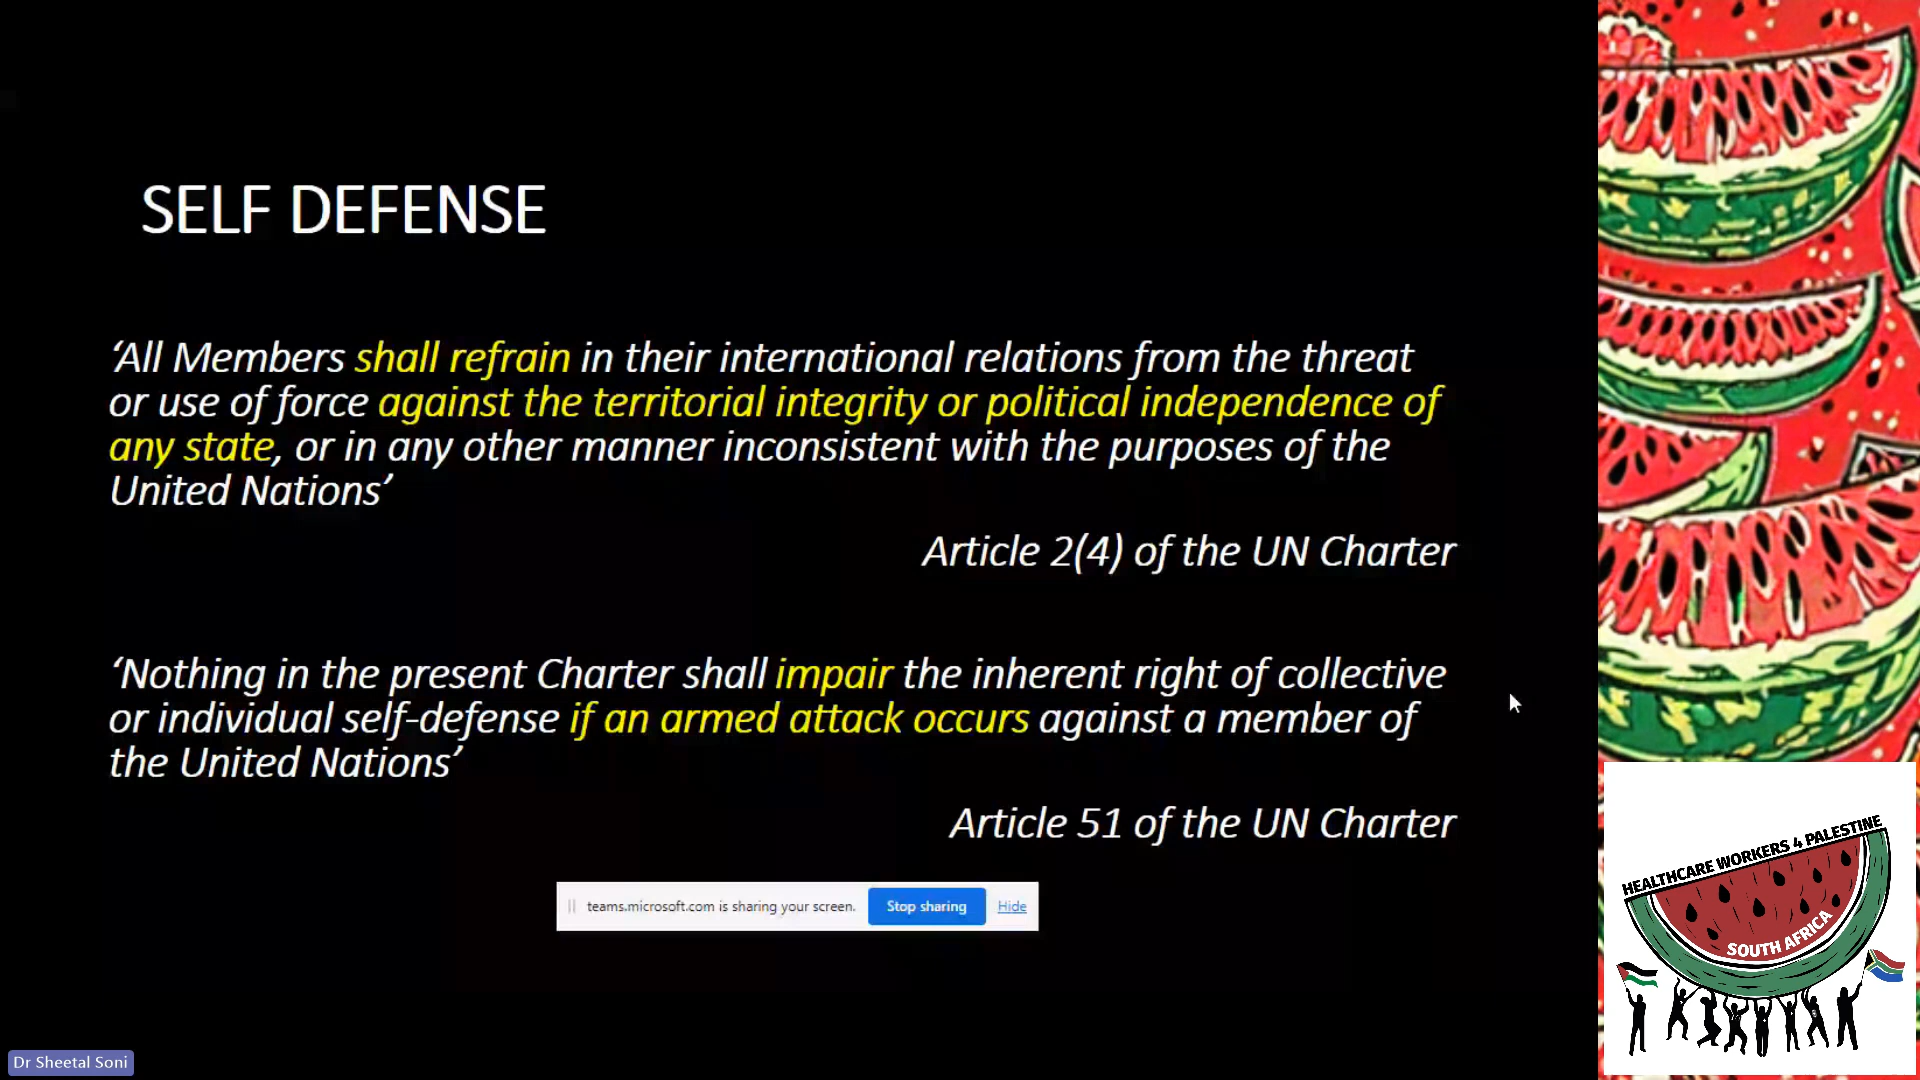 SELF DEFENSE
‘All Members shall refrain in their international relations from the threat
or use of force against the territorial integrity or political independence of
any state, or in any other manner inconsistent with the purposes of the
United Nations’
Article 2(4) of the UN Charter
‘Nothing in the present Charter shall impair the inherent right of collective
or individual self-defense if an armed attack occurs against a member of
the United Nations’
Article 51 of the UN Charter
teams.microsoft.com is sharing your screen. Stop sharing Hide
HEALTHCARE WORKERS 4 PALESTINE
SOUTH AFRICA
Dr Sheetal Soni